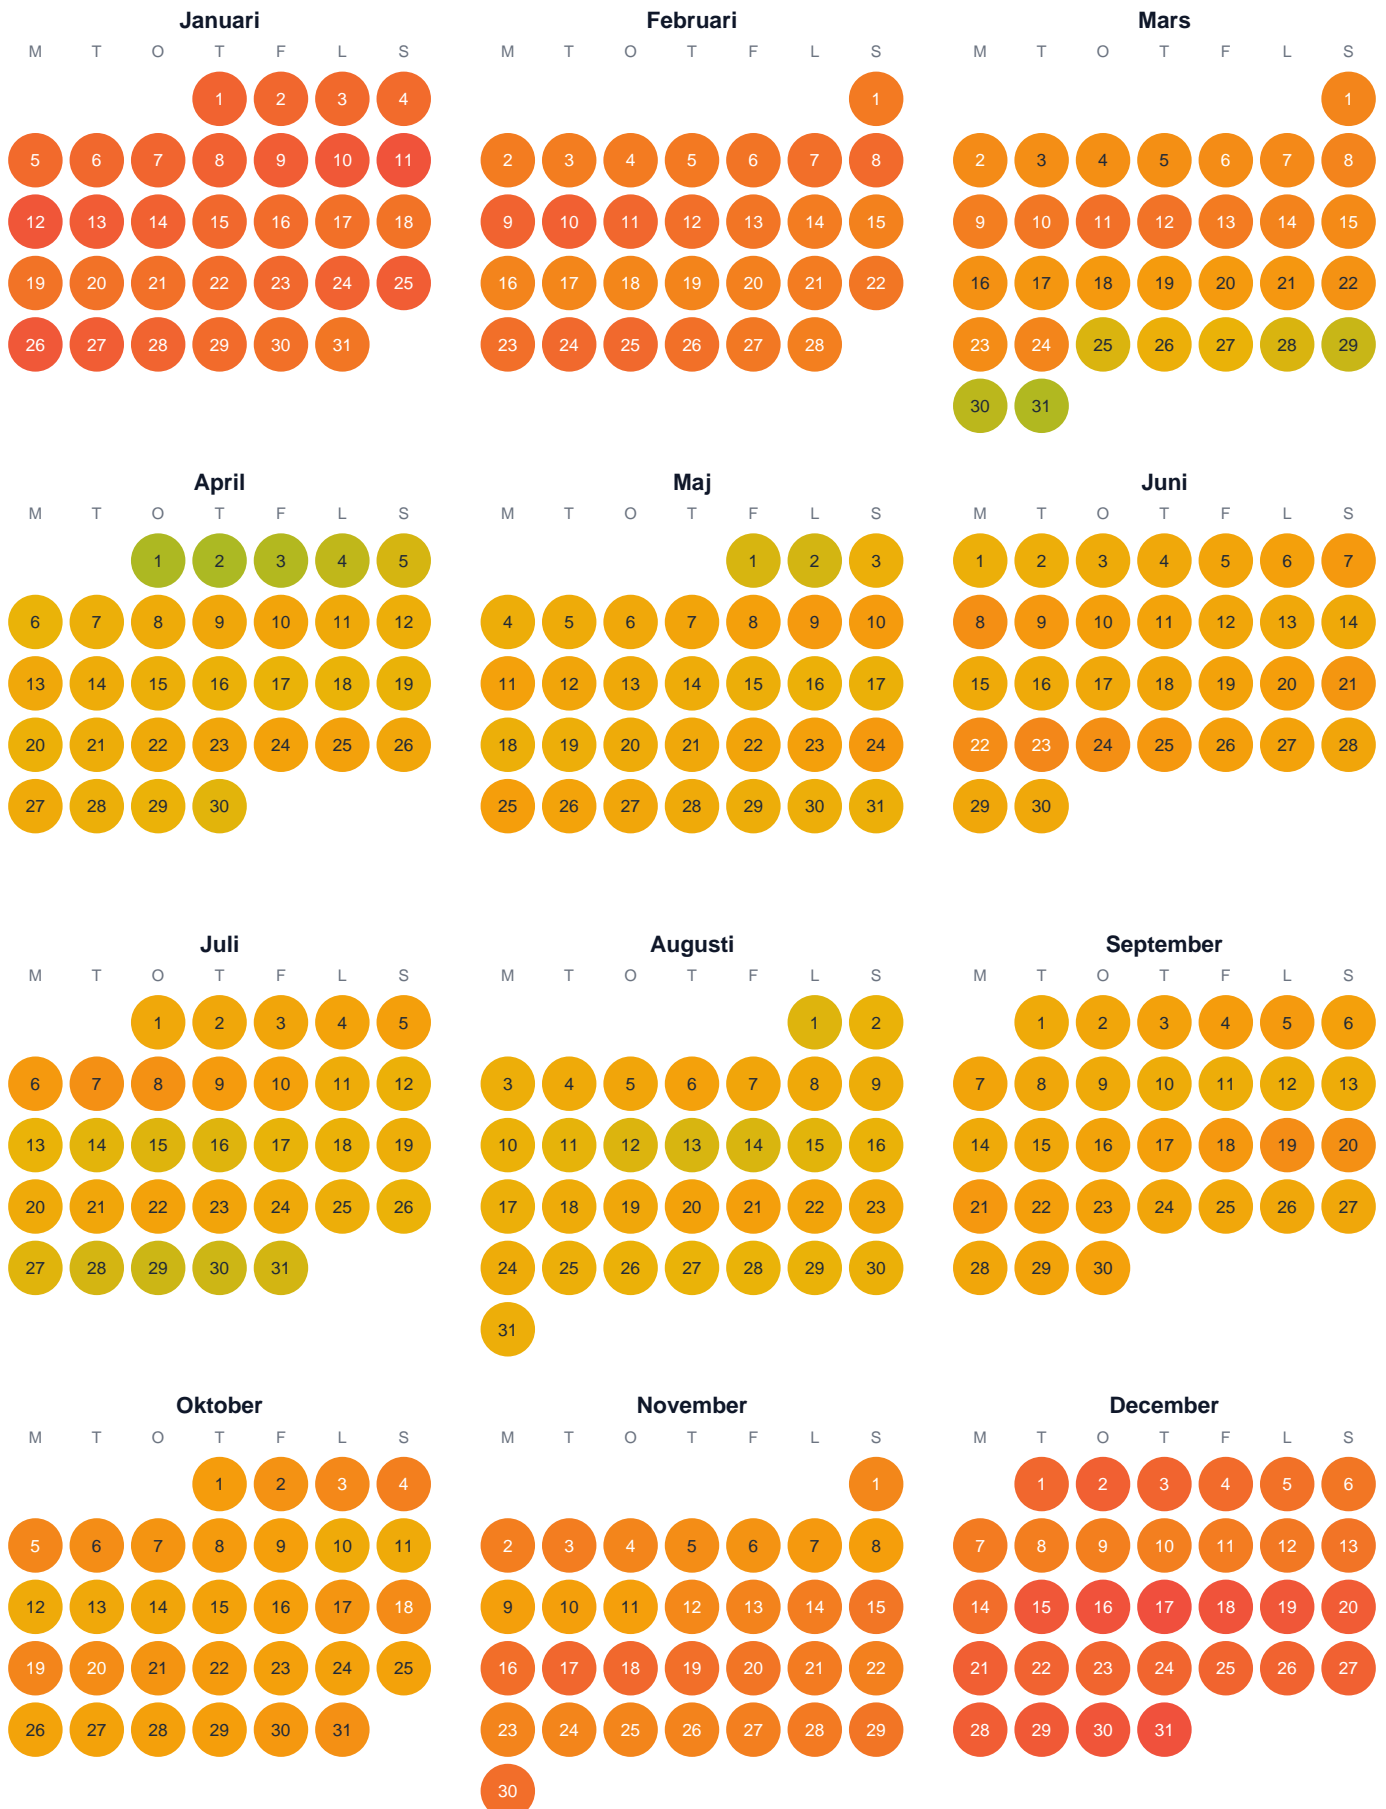 Januari Februari Mars
M T O T F L S M T O T F L S M T O T F L S
1 2 3 4 1 1
5 6 7 8 9 10 11 2 3 4 5 6 7 8 2 3 4 5 6 7 8
12 13 14 15 16 17 18 9 10 11 12 13 14 15 9 10 11 12 13 14 15
19 20 21 22 23 24 25 16 17 18 19 20 21 22 16 17 18 19 20 21 22
26 27 28 29 30 31 23 24 25 26 27 28 23 24 25 26 27 28 29
30 31
April Maj Juni
M T O T F L S M T O T F L S M T O T F L S
1 2 3 4 5 1 2 3 1 2 3 4 5 6 7
6 7 8 9 10 11 12 4 5 6 7 8 9 10 8 9 10 11 12 13 14
13 14 15 16 17 18 19 11 12 13 14 15 16 17 15 16 17 18 19 20 21
20 21 22 23 24 25 26 18 19 20 21 22 23 24 22 23 24 25 26 27 28
27 28 29 30 25 26 27 28 29 30 31 29 30
Juli Augusti September
M T O T F L S M T O T F L S M T O T F L S
1 2 3 4 5 1 2 1 2 3 4 5 6
6 7 8 9 10 11 12 3 4 5 6 7 8 9 7 8 9 10 11 12 13
13 14 15 16 17 18 19 10 11 12 13 14 15 16 14 15 16 17 18 19 20
20 21 22 23 24 25 26 17 18 19 20 21 22 23 21 22 23 24 25 26 27
27 28 29 30 31 24 25 26 27 28 29 30 28 29 30
31
Oktober November December
M T O T F L S M T O T F L S M T O T F L S
1 2 3 4 1 1 2 3 4 5 6
5 6 7 8 9 10 11 2 3 4 5 6 7 8 7 8 9 10 11 12 13
12 13 14 15 16 17 18 9 10 11 12 13 14 15 14 15 16 17 18 19 20
19 20 21 22 23 24 25 16 17 18 19 20 21 22 21 22 23 24 25 26 27
26 27 28 29 30 31 23 24 25 26 27 28 29 28 29 30 31
30